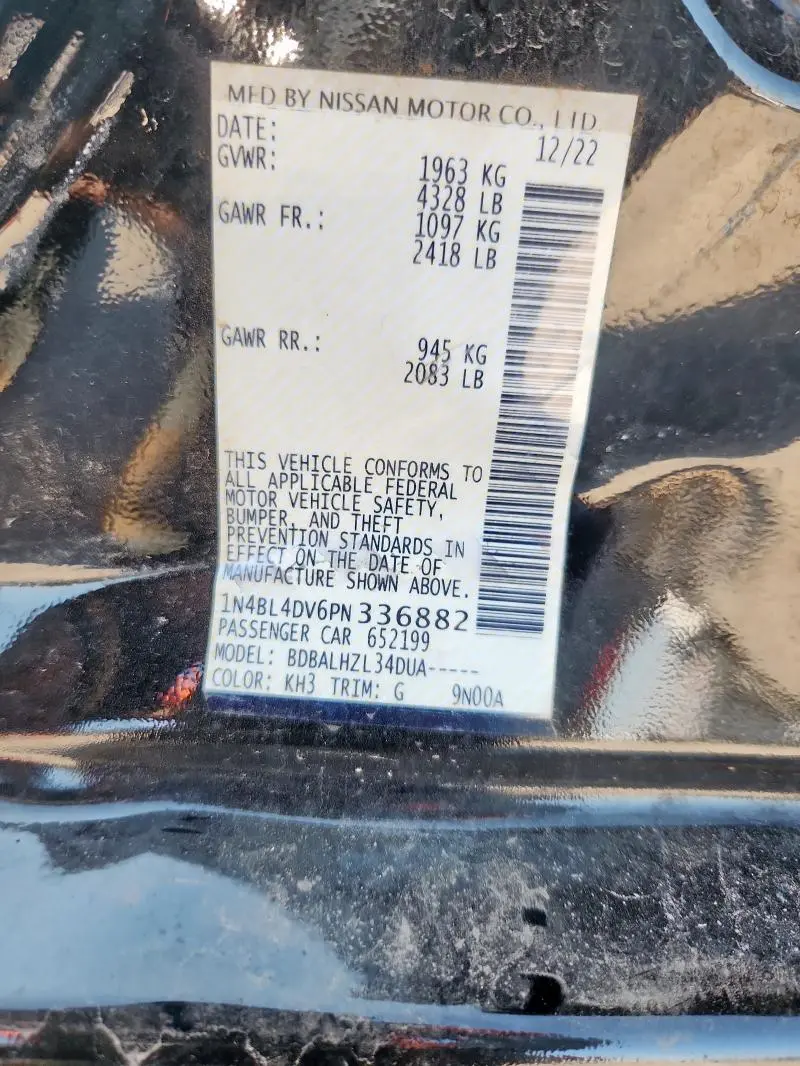 MFD BY NISSAN MOTOR CO., LTD.
DATE: 12/22
GVWR: 1963 KG
4328 LB
GAWR FR.: 1097 KG
2418 LB
GAWR RR.: 945 KG
2083 LB
THIS VEHICLE CONFORMS TO
ALL APPLICABLE FEDERAL
MOTOR VEHICLE SAFETY,
BUMPER, AND THEFT
PREVENTION STANDARDS IN
EFFECT ON THE DATE OF
MANUFACTURE SHOWN ABOVE.
1N4BL4DV6PN336882
PASSENGER CAR 652199
MODEL: BDBALHZL34DUA-----
COLOR: KH3 TRIM: G 9N00A